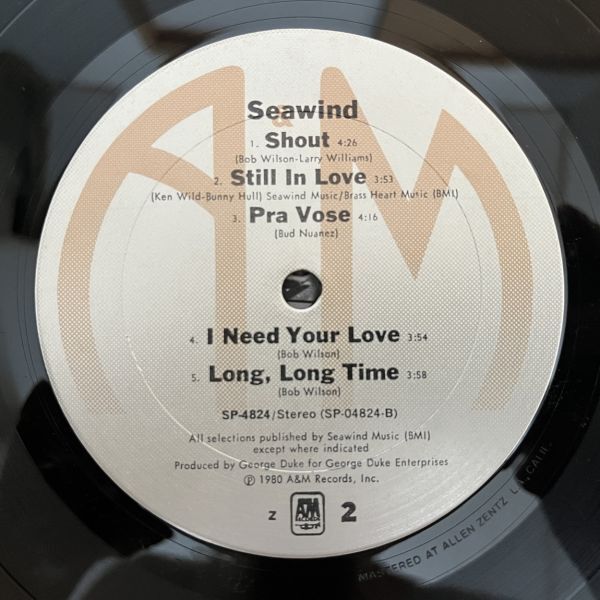 A&M
Seawind
1. Shout 4:26
(Bob Wilson-Larry Williams)
2. Still In Love 3:53
(Ken Wild-Bunny Hull) Seawind Music/Brass Heart Music (BMI)
3. Pra Vose 4:16
(Bud Nuanez)
4. I Need Your Love 3:54
(Bob Wilson)
5. Long, Long Time 3:58
(Bob Wilson)
SP-4824/Stereo (SP-04824-B)
All selections published by Seawind Music (BMI)
except where indicated
Produced by George Duke for George Duke Enterprises
℗ 1980 A&M Records, Inc.
Z A&M RECORDS 2
MASTERED AT ALLEN ZENTZ L.A., CALIF.